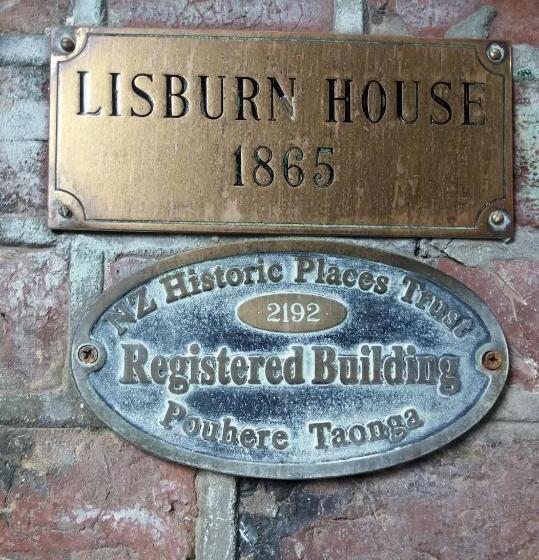 LISBURN HOUSE
1865
NZ Historic Places Trust
2192
Registered Building
Pouhere Taonga